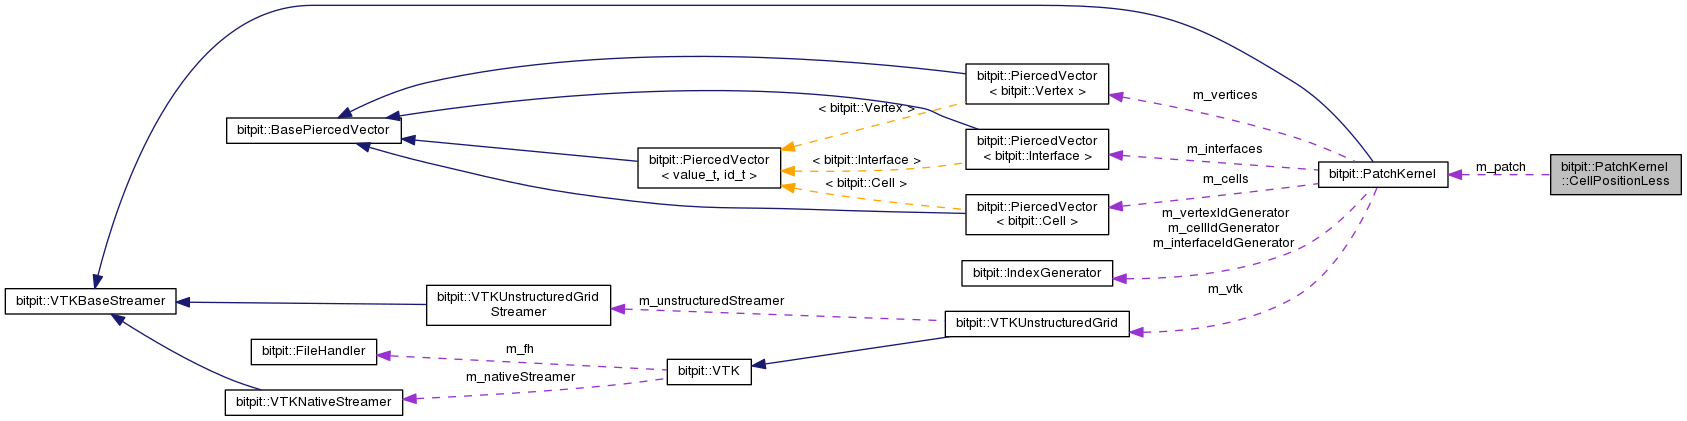 bitpit::PiercedVector
< bitpit::Vertex >
m_vertices
< bitpit::Vertex >
bitpit::BasePiercedVector
bitpit::PiercedVector
< bitpit::Interface >
m_interfaces
bitpit::PiercedVector
< value_t, id_t >
< bitpit::Interface >
< bitpit::Cell >
m_cells
bitpit::PatchKernel
m_patch
bitpit::PatchKernel
::CellPositionLess
bitpit::PiercedVector
< bitpit::Cell >
m_vertexIdGenerator
m_cellIdGenerator
m_interfaceIdGenerator
bitpit::IndexGenerator
m_vtk
bitpit::VTKBaseStreamer
bitpit::VTKUnstructuredGrid
Streamer
m_unstructuredStreamer
bitpit::VTKUnstructuredGrid
bitpit::FileHandler
m_fh
bitpit::VTK
m_nativeStreamer
bitpit::VTKNativeStreamer